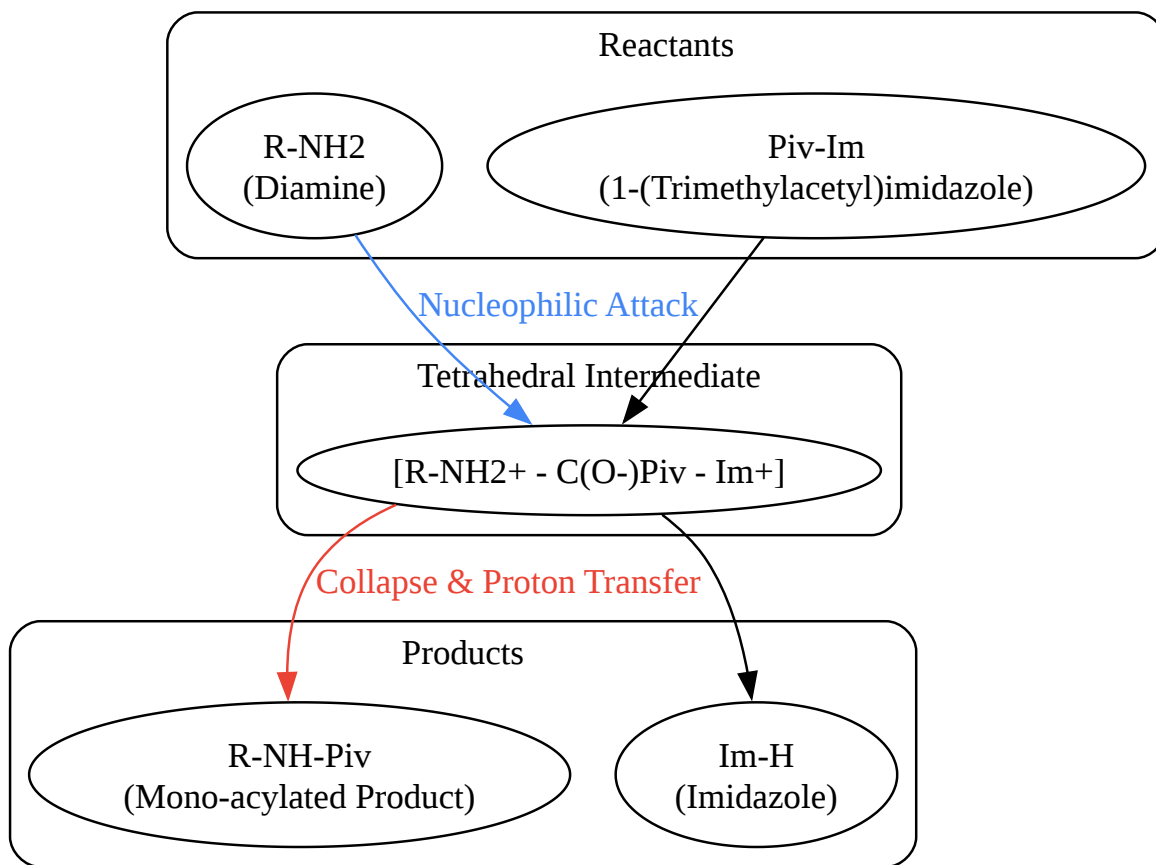 Reactants
R-NH2
(Diamine)
Piv-Im
(1-(Trimethylacetyl)imidazole)
Nucleophilic Attack
Tetrahedral Intermediate
[R-NH2+ - C(O-)Piv - Im+]
Collapse & Proton Transfer
Products
R-NH-Piv
(Mono-acylated Product)
Im-H
(Imidazole)